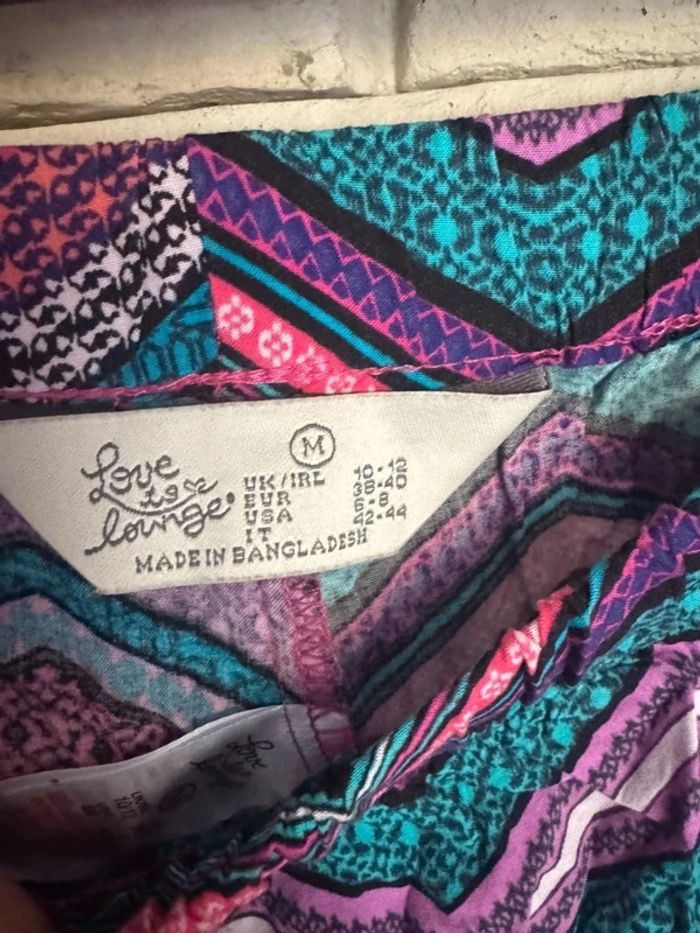 Love
to
lounge
M
UK/IRL 10-12
EUR 38-40
USA 6-8
IT 42-44
MADE IN BANGLADESH
Love